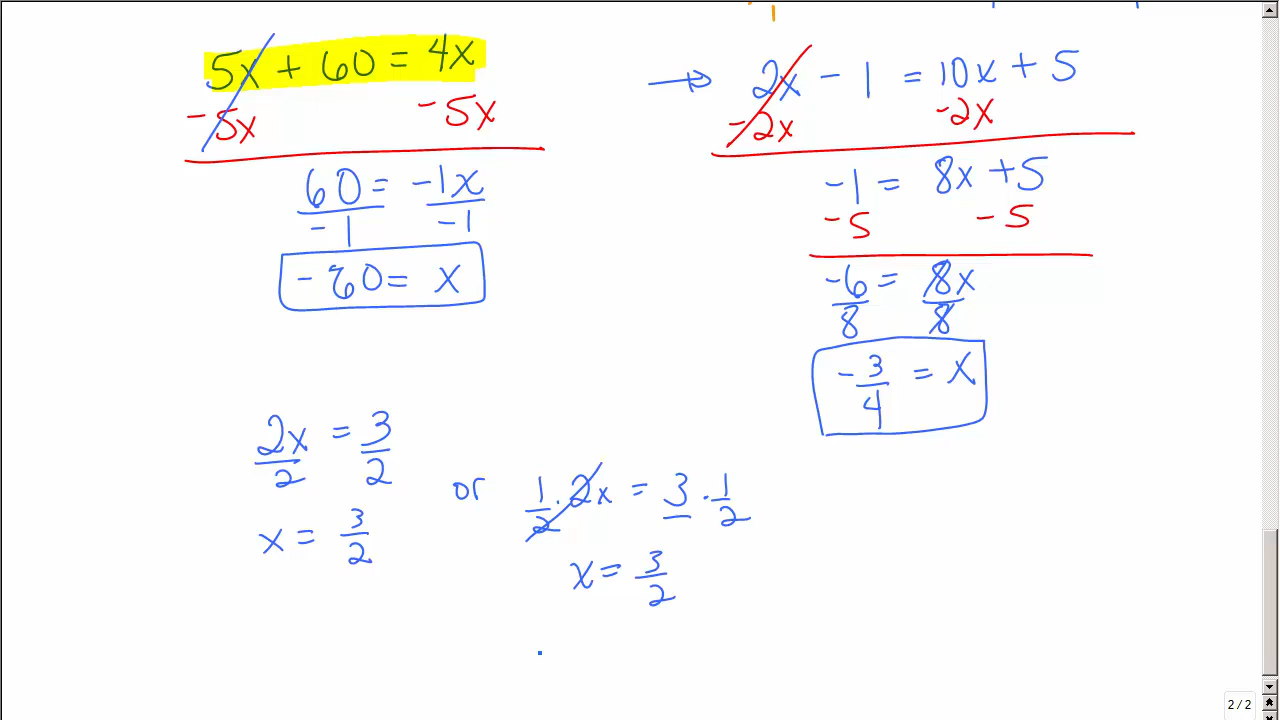 5x + 60 = 4x
-5x -5x
60 = -1x
-1 -1
-60 = x
→ 2x - 1 = 10x + 5
-2x -2x
-1 = 8x + 5
-5 -5
-6 = 8x
8 8
-3/4 = x
2x = 3
2 2
x = 3/2
or
1/2 · 2x = 3 · 1/2
x = 3/2
2 / 2